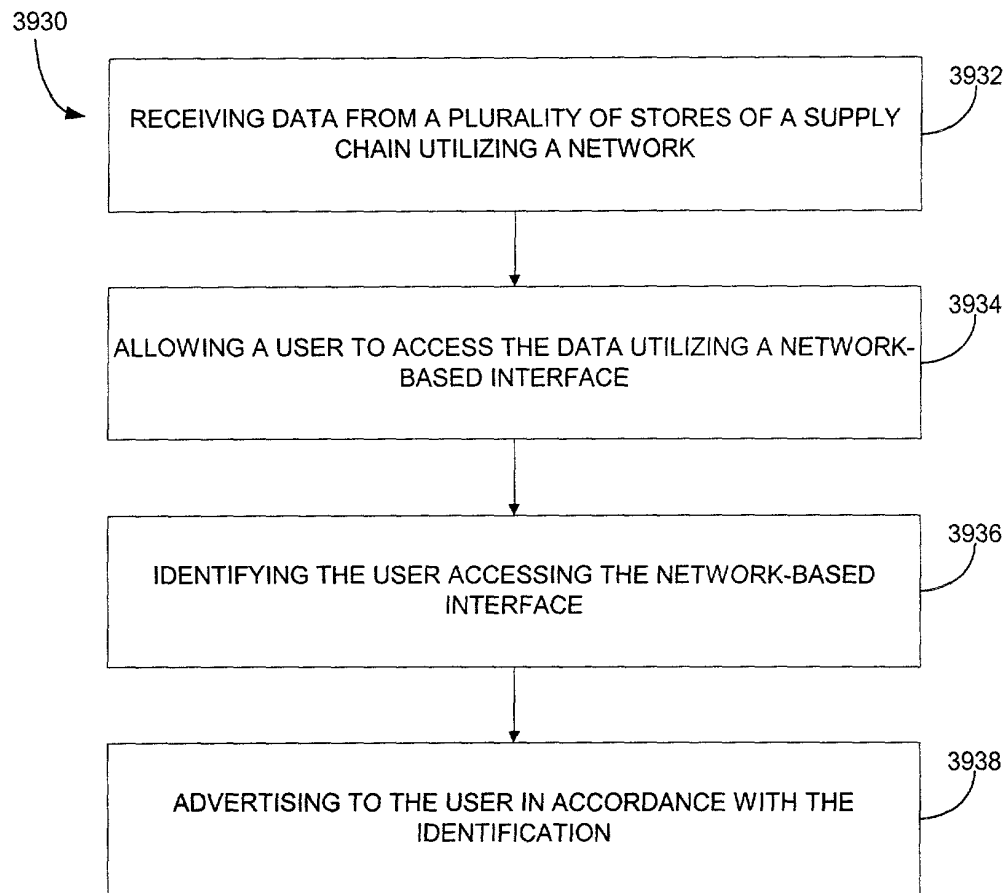 3930
3932
RECEIVING DATA FROM A PLURALITY OF STORES OF A SUPPLY
CHAIN UTILIZING A NETWORK
3934
ALLOWING A USER TO ACCESS THE DATA UTILIZING A NETWORK-
BASED INTERFACE
3936
IDENTIFYING THE USER ACCESSING THE NETWORK-BASED
INTERFACE
3938
ADVERTISING TO THE USER IN ACCORDANCE WITH THE
IDENTIFICATION